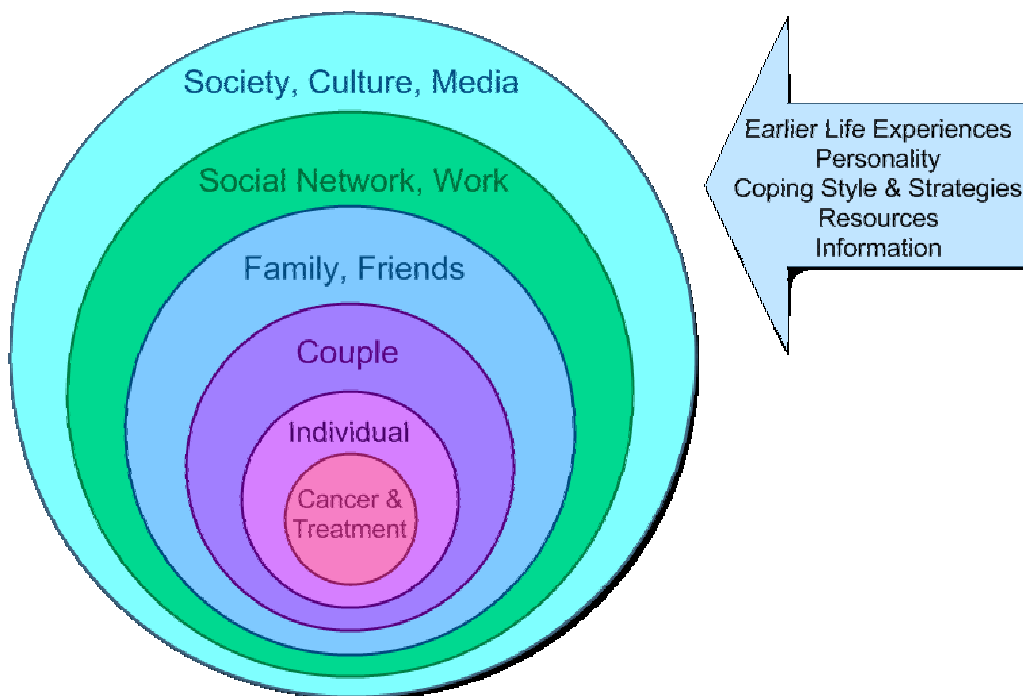 Society, Culture, Media
Social Network, Work
Family, Friends
Couple
Individual
Cancer &
Treatment
Earlier Life Experiences
Personality
Coping Style & Strategies
Resources
Information